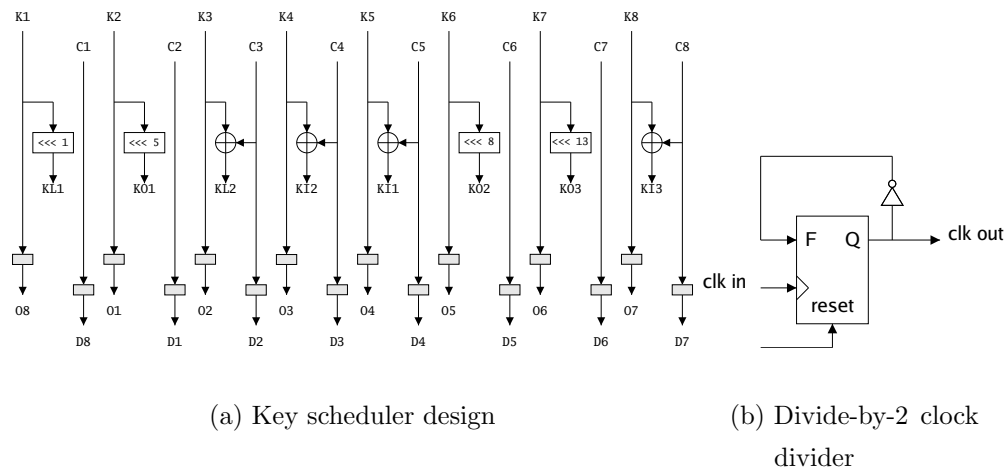 K1 K2 K3 K4 K5 K6 K7 K8
C1 C2 C3 C4 C5 C6 C7 C8
<<< 1 <<< 5 <<< 8 <<< 13
KL1 KO1 KL2 KI2 KI1 KO2 KO3 KI3
F Q clk out
clk in
reset
O8 O1 O2 O3 O4 O5 O6 O7
D8 D1 D2 D3 D4 D5 D6 D7
(a) Key scheduler design
(b) Divide-by-2 clock
divider